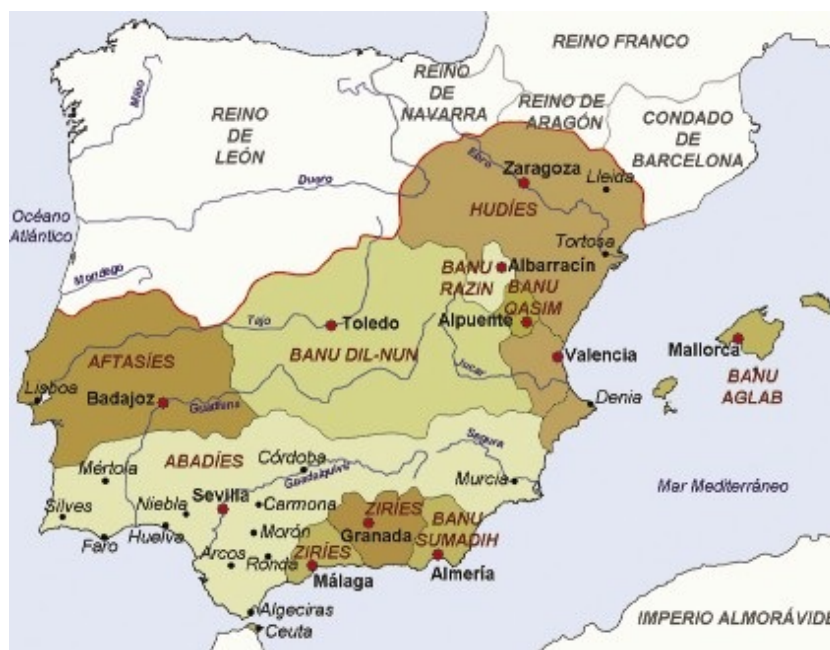 REINO FRANCO
REINO
DE
NAVARRA
REINO DE
ARAGÓN
CONDADO
DE
BARCELONA
REINO
DE
LEÓN
Miño
Duero
Ebro
Océano
Atlántico
Mondego
Zaragoza
Lleida
HUDÍES
Tortosa
BANU
RAZIN
Albarracín
BANU
QASIM
Alpuente
Tajo
Toledo
BANU DIL-NUN
Valencia
Jucar
Mallorca
BANU
AGLAB
AFTASÍES
Lisboa
Badajoz
Guadiana
Denia
ABADÍES
Córdoba
Guadalquivir
Segura
Murcia
Mar Mediterráneo
Mértola
Sevilla
Niebla
Carmona
Silves
Faro
Huelva
Morón
Arcos
Ronda
ZIRÍES
Granada
BANU
SUMADIH
ZIRÍES
Málaga
Almería
Algeciras
Ceuta
IMPERIO ALMORÁVIDE